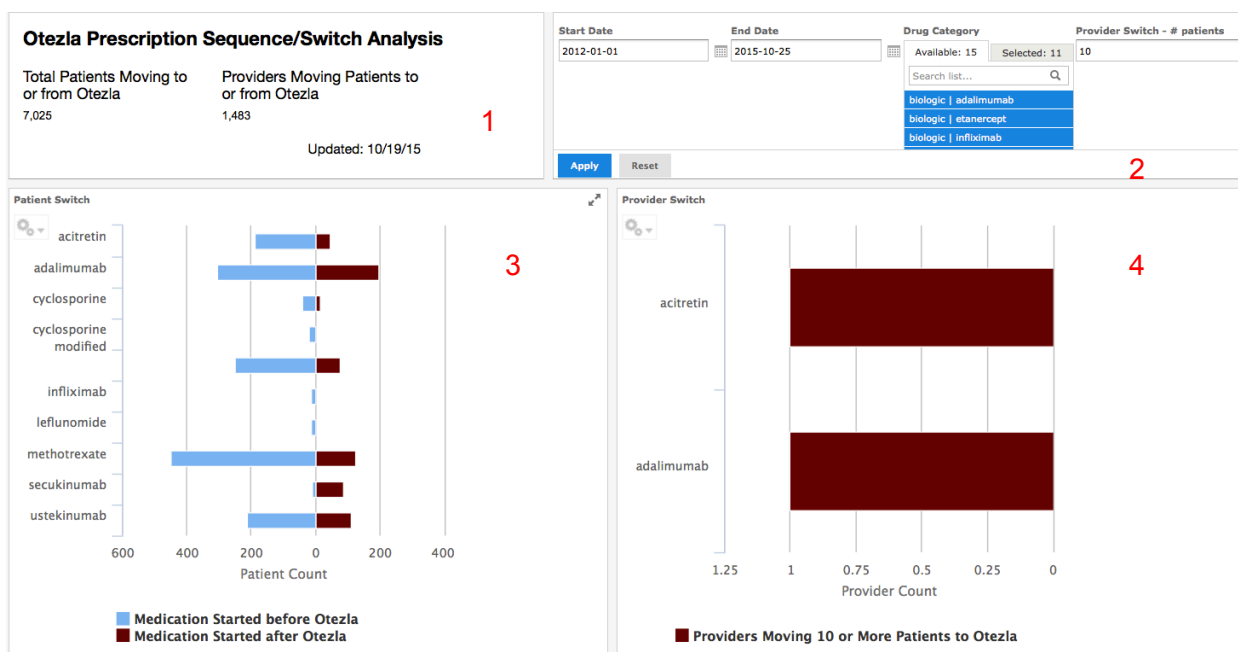 Otezla Prescription Sequence/Switch Analysis
Total Patients Moving to
or from Otezla
7,025
Providers Moving Patients to
or from Otezla
1,483
1
Updated: 10/19/15
Start Date
2012-01-01
End Date
2015-10-25
Drug Category
Available: 15
Selected: 11
Search list...
biologic | adalimumab
biologic | etanercept
biologic | infliximab
Provider Switch - # patients
10
Apply
Reset
2
Patient Switch
3
acitretin
adalimumab
cyclosporine
cyclosporine
modified
infliximab
leflunomide
methotrexate
secukinumab
ustekinumab
600 400 200 0 200 400
Patient Count
Medication Started before Otezla
Medication Started after Otezla
Provider Switch
4
acitretin
adalimumab
1.25 1 0.75 0.5 0.25 0
Provider Count
Providers Moving 10 or More Patients to Otezla